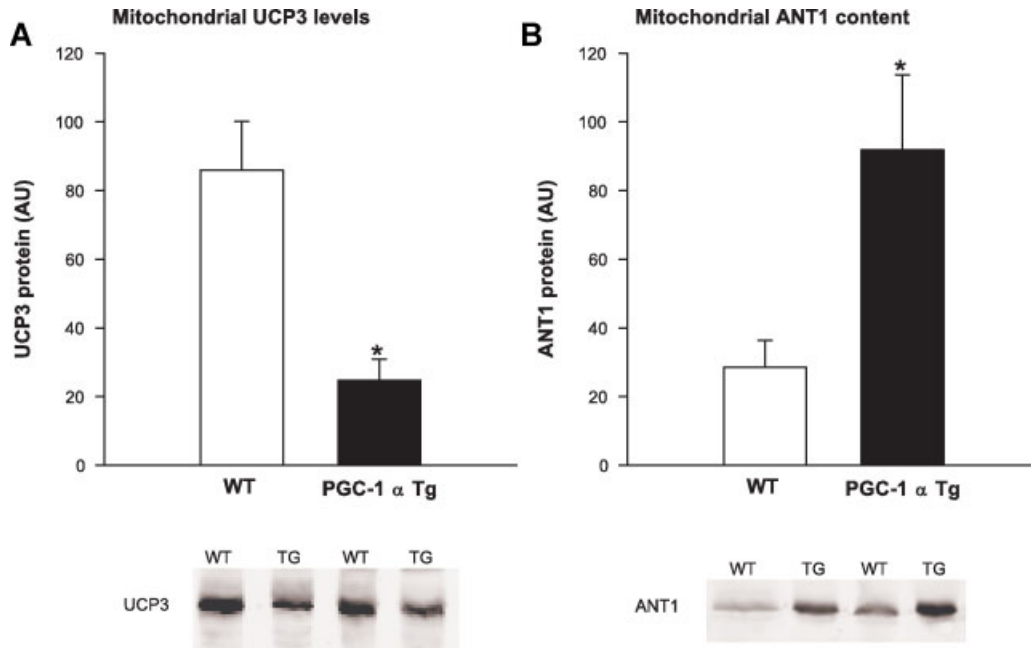 A
Mitochondrial UCP3 levels
UCP3 protein (AU)
120
100
80
60
40
20
0
*
WT
PGC-1 α Tg
WT TG WT TG
UCP3
B
Mitochondrial ANT1 content
ANT1 protein (AU)
120
100
80
60
40
20
0
*
WT
PGC-1 α Tg
WT TG WT TG
ANT1